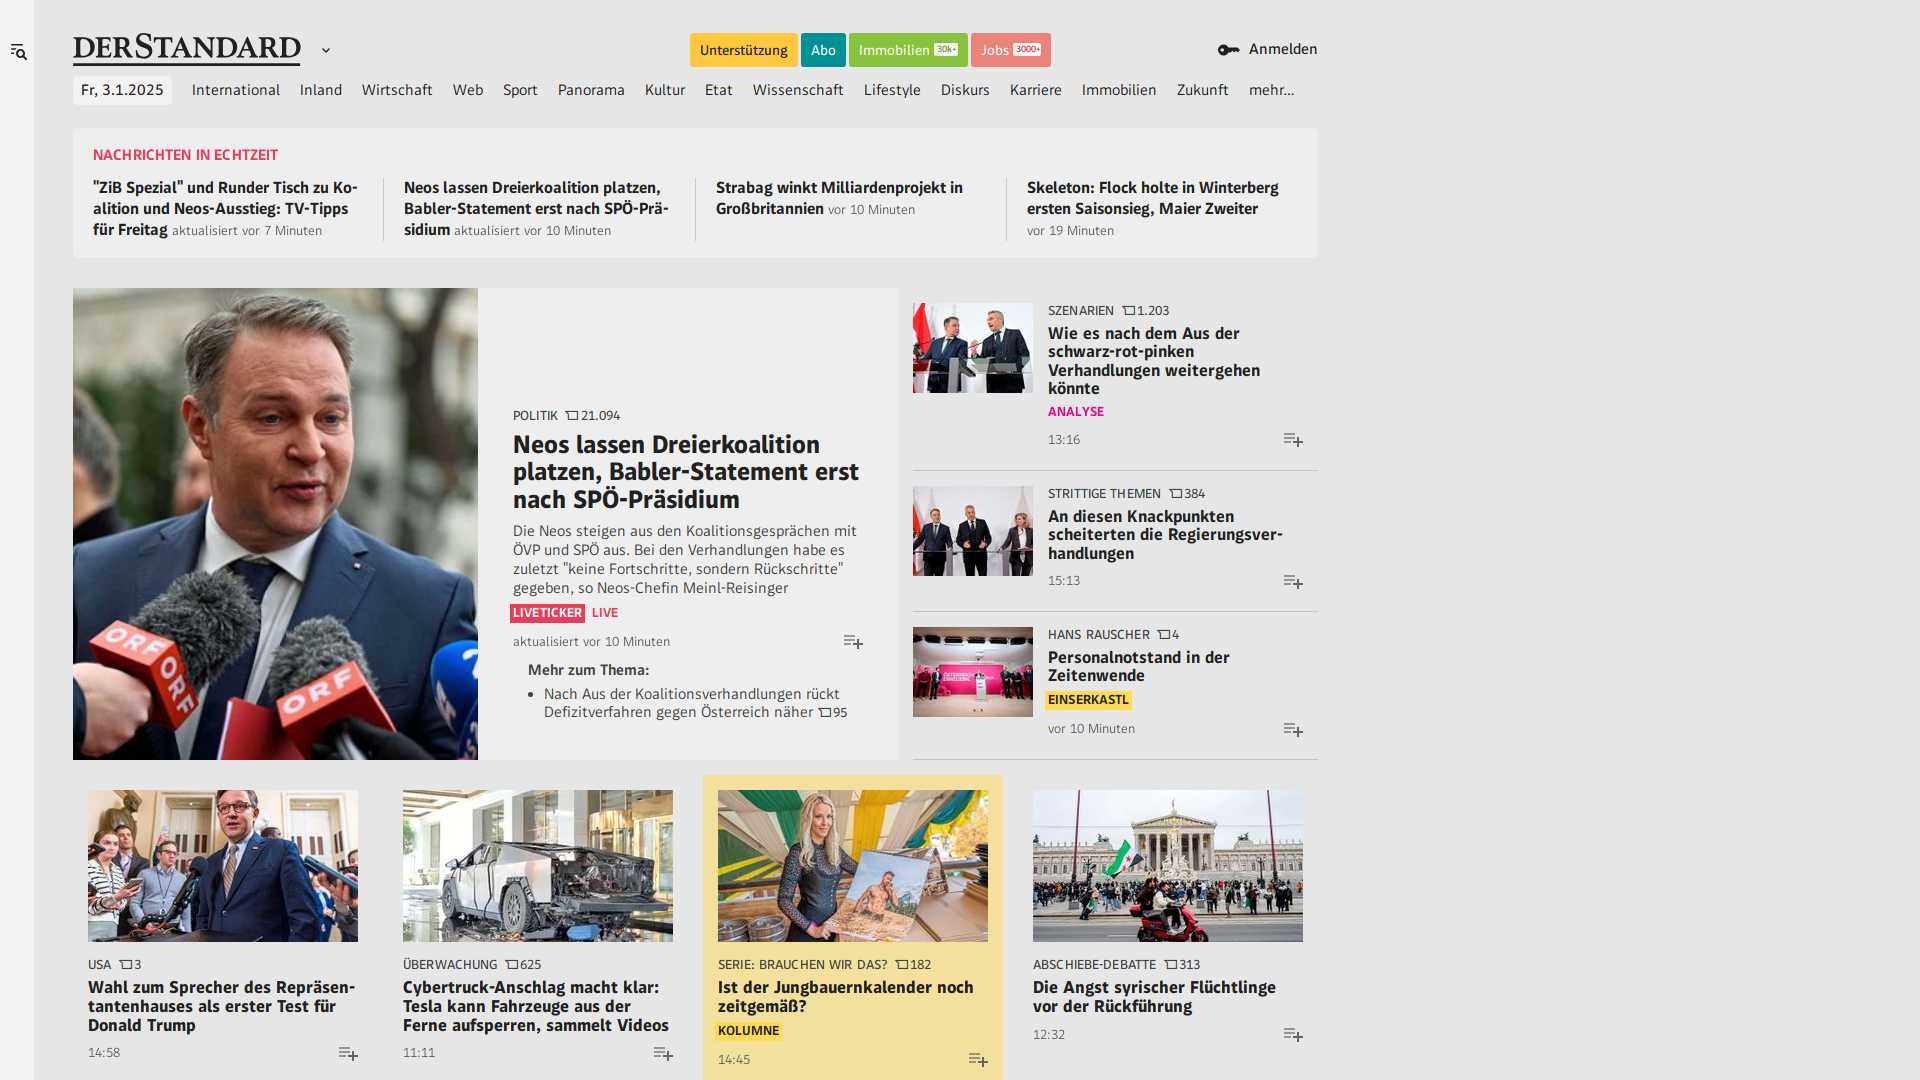 DERSTANDARD
Unterstützung
Abo
Immobilien 30k+
Jobs 3000+
Anmelden
Fr, 3.1.2025
International
Inland
Wirtschaft
Web
Sport
Panorama
Kultur
Etat
Wissenschaft
Lifestyle
Diskurs
Karriere
Immobilien
Zukunft
mehr...
NACHRICHTEN IN ECHTZEIT
"ZiB Spezial" und Runder Tisch zu Ko-
alition und Neos-Ausstieg: TV-Tipps
für Freitag aktualisiert vor 7 Minuten
Neos lassen Dreierkoalition platzen,
Babler-Statement erst nach SPÖ-Prä-
sidium aktualisiert vor 10 Minuten
Strabag winkt Milliardenprojekt in
Großbritannien vor 10 Minuten
Skeleton: Flock holte in Winterberg
ersten Saisonsieg, Maier Zweiter
vor 19 Minuten
ORF
ORF
ORF
POLITIK 21.094
Neos lassen Dreierkoalition
platzen, Babler-Statement erst
nach SPÖ-Präsidium
Die Neos steigen aus den Koalitionsgesprächen mit
ÖVP und SPÖ aus. Bei den Verhandlungen habe es
zuletzt "keine Fortschritte, sondern Rückschritte"
gegeben, so Neos-Chefin Meinl-Reisinger
LIVETICKER LIVE
aktualisiert vor 10 Minuten
Mehr zum Thema:
Nach Aus der Koalitionsverhandlungen rückt
Defizitverfahren gegen Österreich näher 95
SZENARIEN 1.203
Wie es nach dem Aus der
schwarz-rot-pinken
Verhandlungen weitergehen
könnte
ANALYSE
13:16
STRITTIGE THEMEN 384
An diesen Knackpunkten
scheiterten die Regierungsver-
handlungen
15:13
HANS RAUSCHER 4
Personalnotstand in der
Zeitenwende
EINSERKASTL
vor 10 Minuten
USA 3
Wahl zum Sprecher des Repräsen-
tantenhauses als erster Test für
Donald Trump
14:58
ÜBERWACHUNG 625
Cybertruck-Anschlag macht klar:
Tesla kann Fahrzeuge aus der
Ferne aufsperren, sammelt Videos
11:11
SERIE: BRAUCHEN WIR DAS? 182
Ist der Jungbauernkalender noch
zeitgemäß?
KOLUMNE
14:45
ABSCHIEBE-DEBATTE 313
Die Angst syrischer Flüchtlinge
vor der Rückführung
12:32